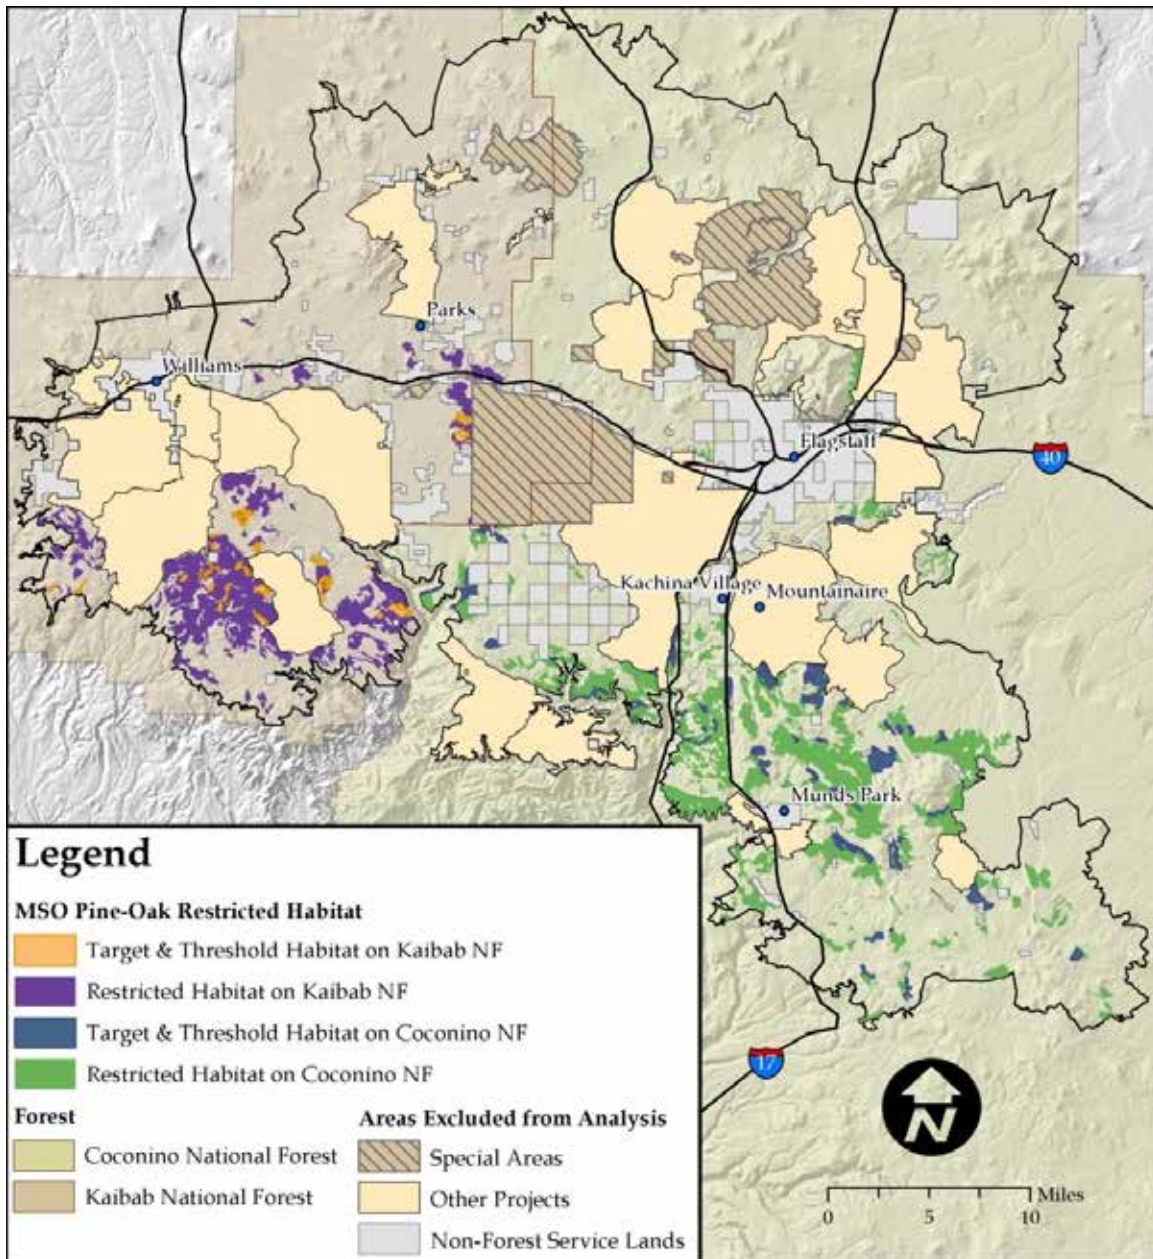 Parks
Williams
Flagstaff
40
Kachina Village
Mountainaire
Munds Park
Legend
MSO Pine-Oak Restricted Habitat
Target & Threshold Habitat on Kaibab NF
Restricted Habitat on Kaibab NF
Target & Threshold Habitat on Coconino NF
Restricted Habitat on Coconino NF
17
Forest
Coconino National Forest
Kaibab National Forest
Areas Excluded from Analysis
Special Areas
Other Projects
Non-Forest Service Lands
N
Miles
0 5 10